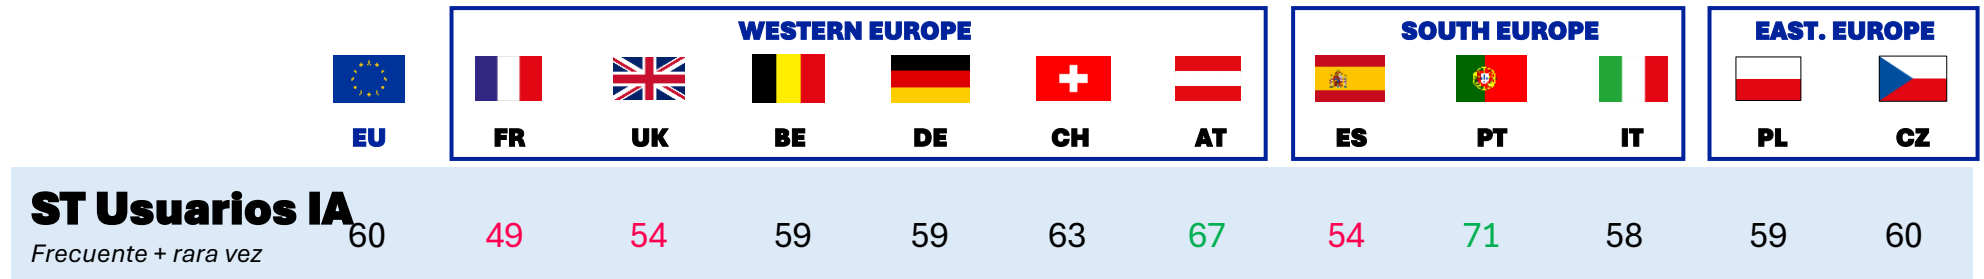 WESTERN EUROPE SOUTH EUROPE EAST. EUROPE
EU FR UK BE DE CH AT ES PT IT PL CZ
ST Usuarios IA
60 49 54 59 59 63 67 54 71 58 59 60
Frecuente + rara vez